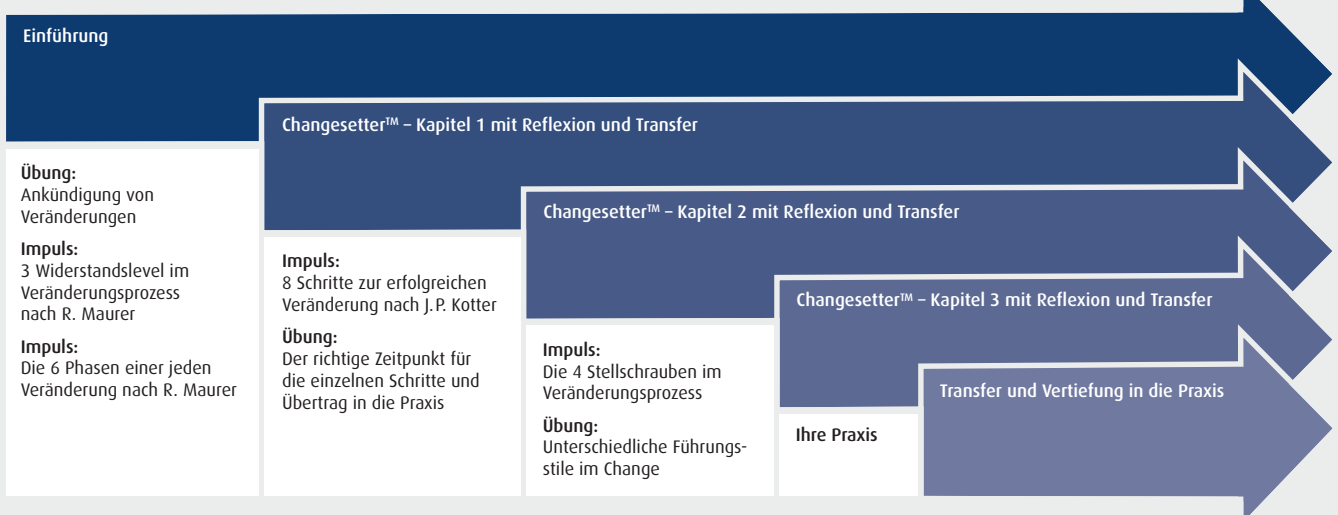 Einführung
Übung:
Ankündigung von
Veränderungen
Impuls:
3 Widerstandslevel im
Veränderungsprozess
nach R. Maurer
Impuls:
Die 6 Phasen einer jeden
Veränderung nach R. Maurer
Changesetter™ – Kapitel 1 mit Reflexion und Transfer
Impuls:
8 Schritte zur erfolgreichen
Veränderung nach J. P. Kotter
Übung:
Der richtige Zeitpunkt für
die einzelnen Schritte und
Übertrag in die Praxis
Changesetter™ – Kapitel 2 mit Reflexion und Transfer
Impuls:
Die 4 Stellschrauben im
Veränderungsprozess
Übung:
Unterschiedliche Führungs-
stile im Change
Changesetter™ – Kapitel 3 mit Reflexion und Transfer
Ihre Praxis
Transfer und Vertiefung in die Praxis